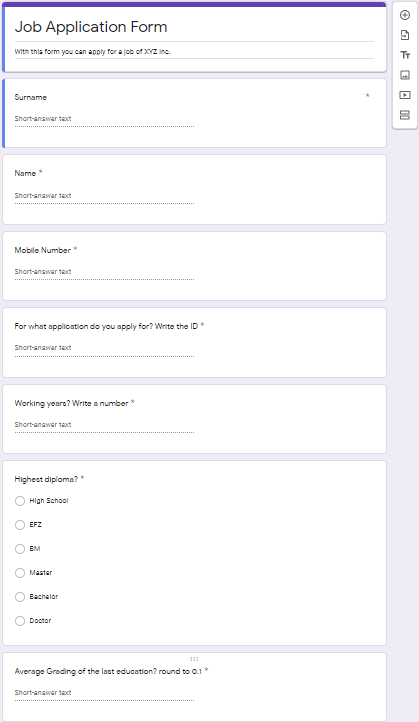 Job Application Form
With this form you can apply for a job of XYZ Inc.
Surname *
Short-answer text
Name *
Short-answer text
Mobile Number *
Short-answer text
For what application do you apply for? Write the ID *
Short-answer text
Working years? Write a number *
Short-answer text
Highest diploma? *
High School
EFZ
BM
Master
Bachelor
Doctor
Average Grading of the last education? round to 0.1 *
Short-answer text